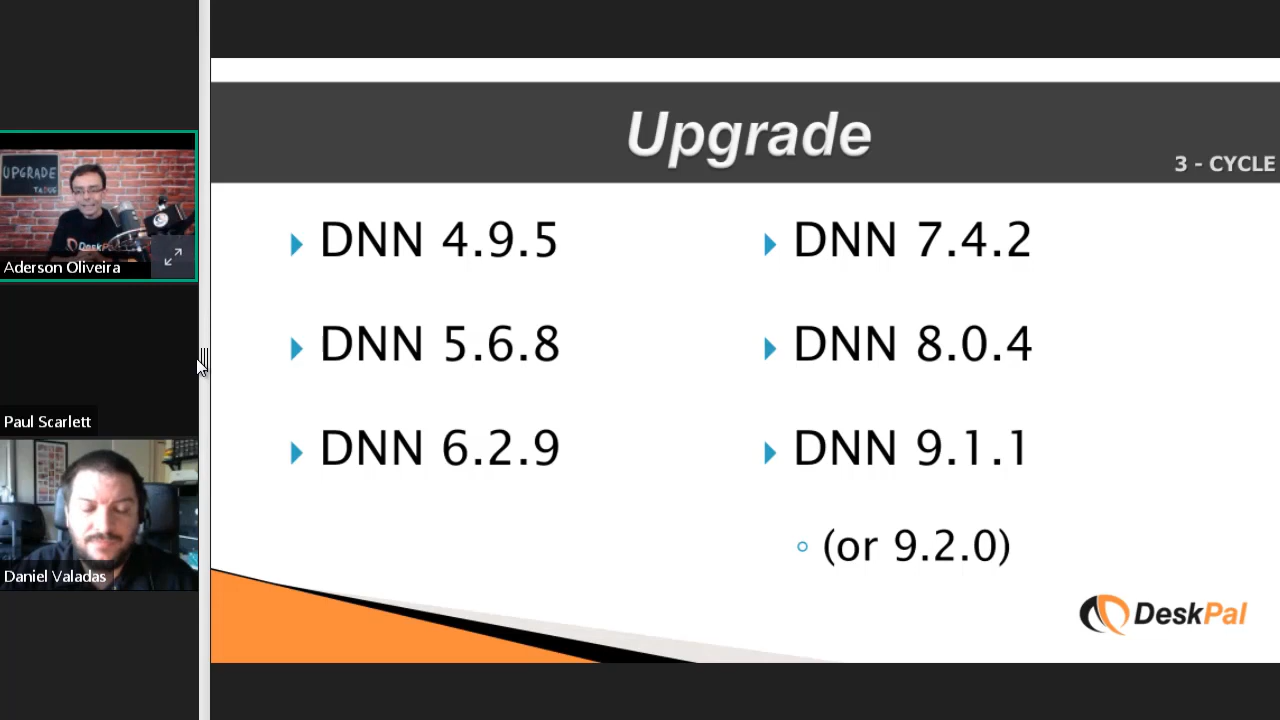 UPGRADE
DeskPal
Aderson Oliveira
Paul Scarlett
Daniel Valadas
Upgrade
3 - CYCLE
DNN 4.9.5
DNN 5.6.8
DNN 6.2.9
DNN 7.4.2
DNN 8.0.4
DNN 9.1.1
(or 9.2.0)
DeskPal